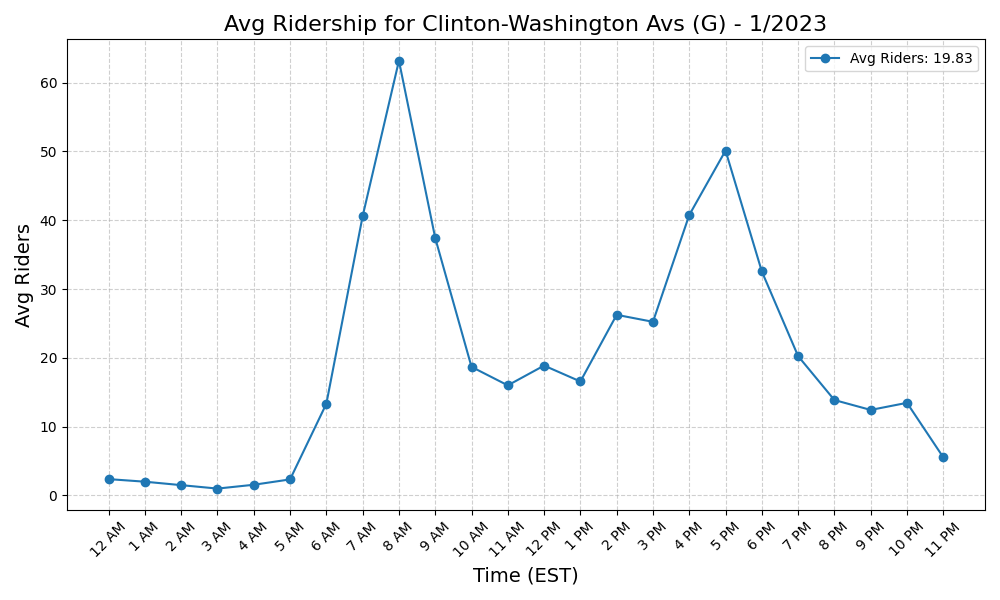 Avg Ridership for Clinton-Washington Avs (G) - 1/2023
Avg Riders: 19.83
Avg Riders
60
50
40
30
20
10
0
12 AM
1 AM
2 AM
3 AM
4 AM
5 AM
6 AM
7 AM
8 AM
9 AM
10 AM
11 AM
12 PM
1 PM
2 PM
3 PM
4 PM
5 PM
6 PM
7 PM
8 PM
9 PM
10 PM
11 PM
Time (EST)